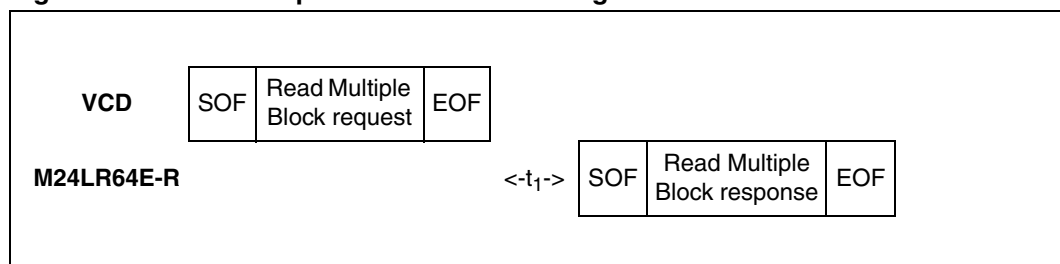 VCD SOF Read Multiple Block request EOF
M24LR64E-R <-t1-> SOF Read Multiple Block response EOF